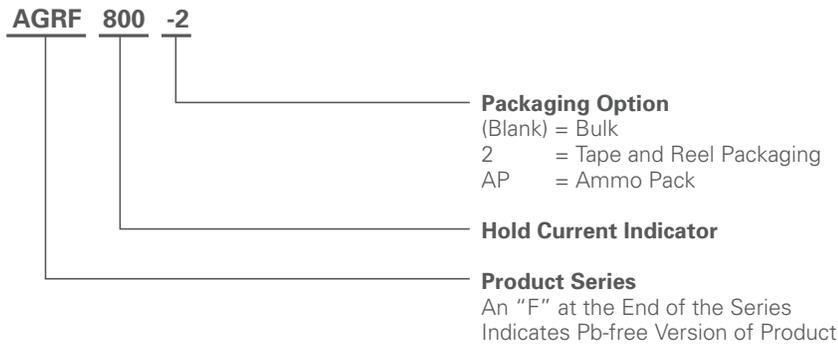 AGRF 800 -2
Packaging Option
(Blank) = Bulk
2 = Tape and Reel Packaging
AP = Ammo Pack
Hold Current Indicator
Product Series
An “F” at the End of the Series
Indicates Pb-free Version of Product